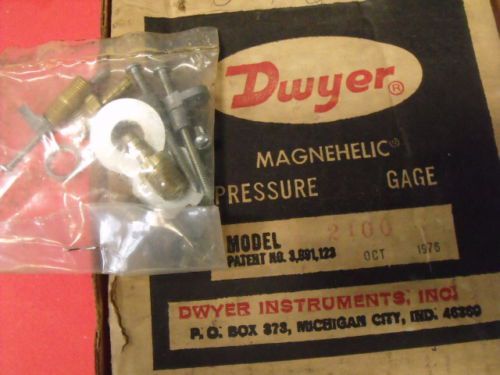 Dwyer®
MAGNEHELIC®
PRESSURE GAGE
MODEL 2100
PATENT NO. 3,091,123 OCT 1976
DWYER INSTRUMENTS, INC.
P. O. BOX 373, MICHIGAN CITY, IND. 46360